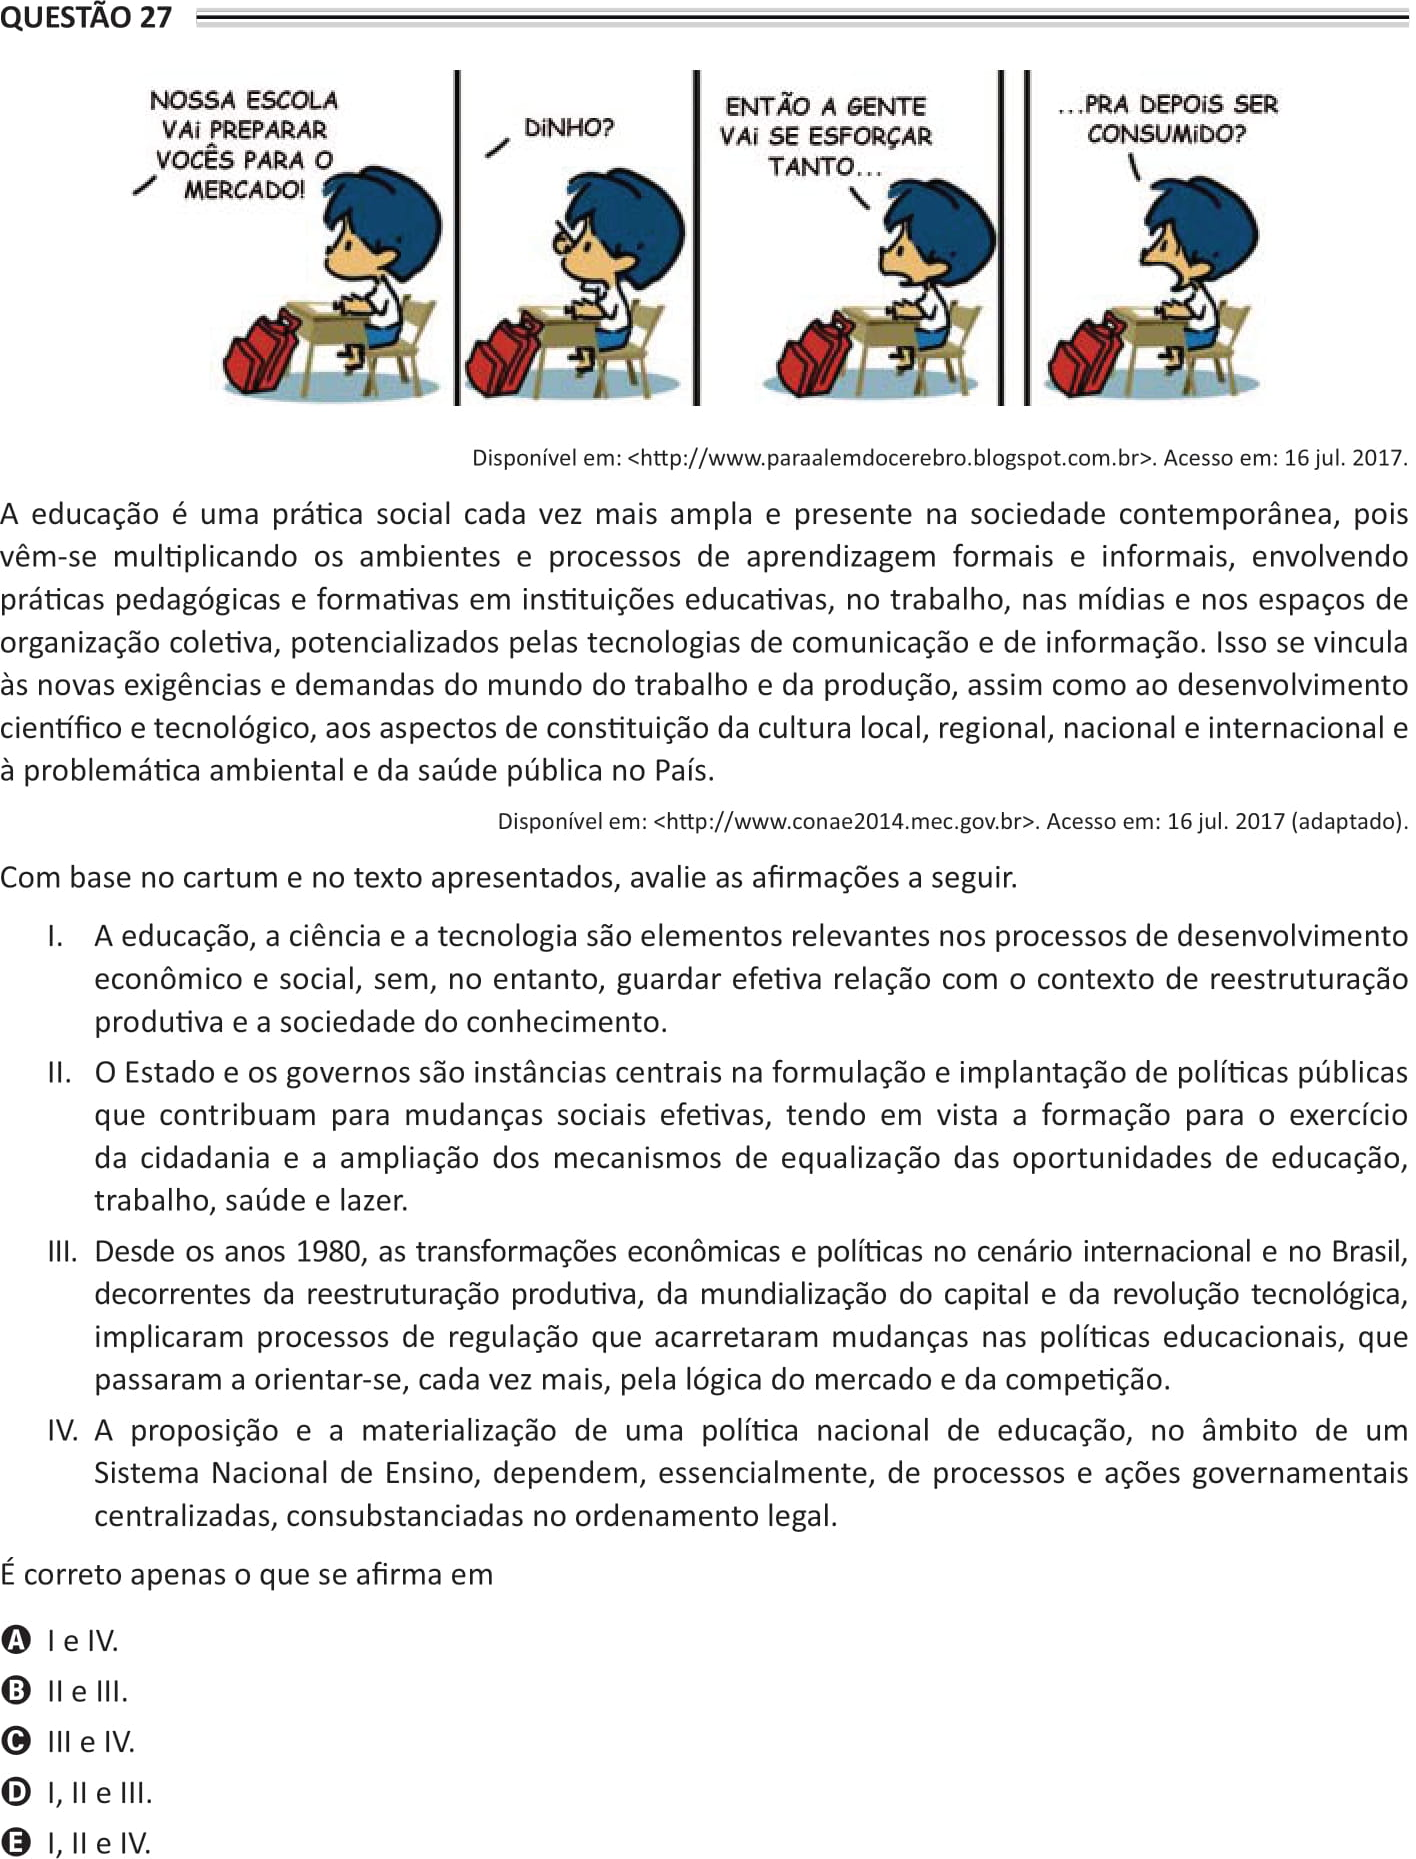 QUESTÃO 27
NOSSA ESCOLA
VAi PREPARAR
VOCÊS PARA O
MERCADO!
DiNHO?
ENTÃO A GENTE
VAi SE ESFORÇAR
TANTO...
...PRA DEPOiS SER
CONSUMiDO?
Disponível em: <http://www.paraalemdocerebro.blogspot.com.br>. Acesso em: 16 jul. 2017.
A educação é uma prática social cada vez mais ampla e presente na sociedade contemporânea, pois
vêm-se multiplicando os ambientes e processos de aprendizagem formais e informais, envolvendo
práticas pedagógicas e formativas em instituições educativas, no trabalho, nas mídias e nos espaços de
organização coletiva, potencializados pelas tecnologias de comunicação e de informação. Isso se vincula
às novas exigências e demandas do mundo do trabalho e da produção, assim como ao desenvolvimento
científico e tecnológico, aos aspectos de constituição da cultura local, regional, nacional e internacional e
à problemática ambiental e da saúde pública no País.
Disponível em: <http://www.conae2014.mec.gov.br>. Acesso em: 16 jul. 2017 (adaptado).
Com base no cartum e no texto apresentados, avalie as afirmações a seguir.
I. A educação, a ciência e a tecnologia são elementos relevantes nos processos de desenvolvimento
econômico e social, sem, no entanto, guardar efetiva relação com o contexto de reestruturação
produtiva e a sociedade do conhecimento.
II. O Estado e os governos são instâncias centrais na formulação e implantação de políticas públicas
que contribuam para mudanças sociais efetivas, tendo em vista a formação para o exercício
da cidadania e a ampliação dos mecanismos de equalização das oportunidades de educação,
trabalho, saúde e lazer.
III. Desde os anos 1980, as transformações econômicas e políticas no cenário internacional e no Brasil,
decorrentes da reestruturação produtiva, da mundialização do capital e da revolução tecnológica,
implicaram processos de regulação que acarretaram mudanças nas políticas educacionais, que
passaram a orientar-se, cada vez mais, pela lógica do mercado e da competição.
IV. A proposição e a materialização de uma política nacional de educação, no âmbito de um
Sistema Nacional de Ensino, dependem, essencialmente, de processos e ações governamentais
centralizadas, consubstanciadas no ordenamento legal.
É correto apenas o que se afirma em
A I e IV.
B II e III.
C III e IV.
D I, II e III.
E I, II e IV.